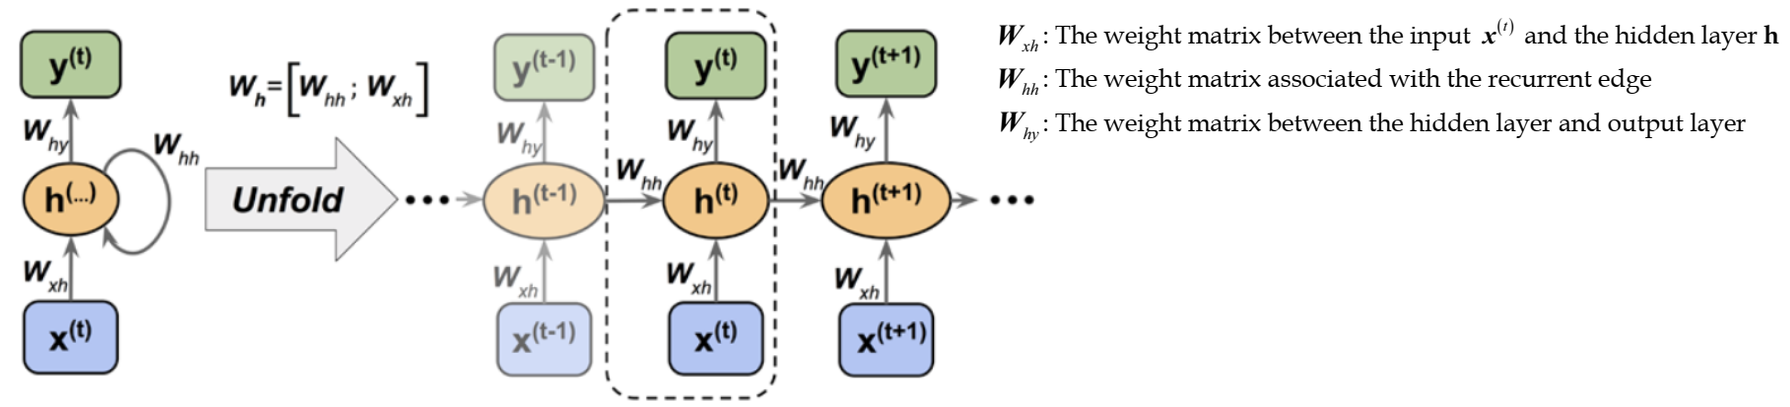 y(t)
W_hy
W_hh
h(...)
W_xh
x(t)
W_h=[W_hh ; W_xh]
Unfold
•••
y(t-1)
W_hy
h(t-1)
W_xh
x(t-1)
W_hh
y(t)
W_hy
h(t)
W_xh
x(t)
W_hh
y(t+1)
W_hy
h(t+1)
W_xh
x(t+1)
•••
W_xh : The weight matrix between the input x(t) and the hidden layer h
W_hh : The weight matrix associated with the recurrent edge
W_hy : The weight matrix between the hidden layer and output layer